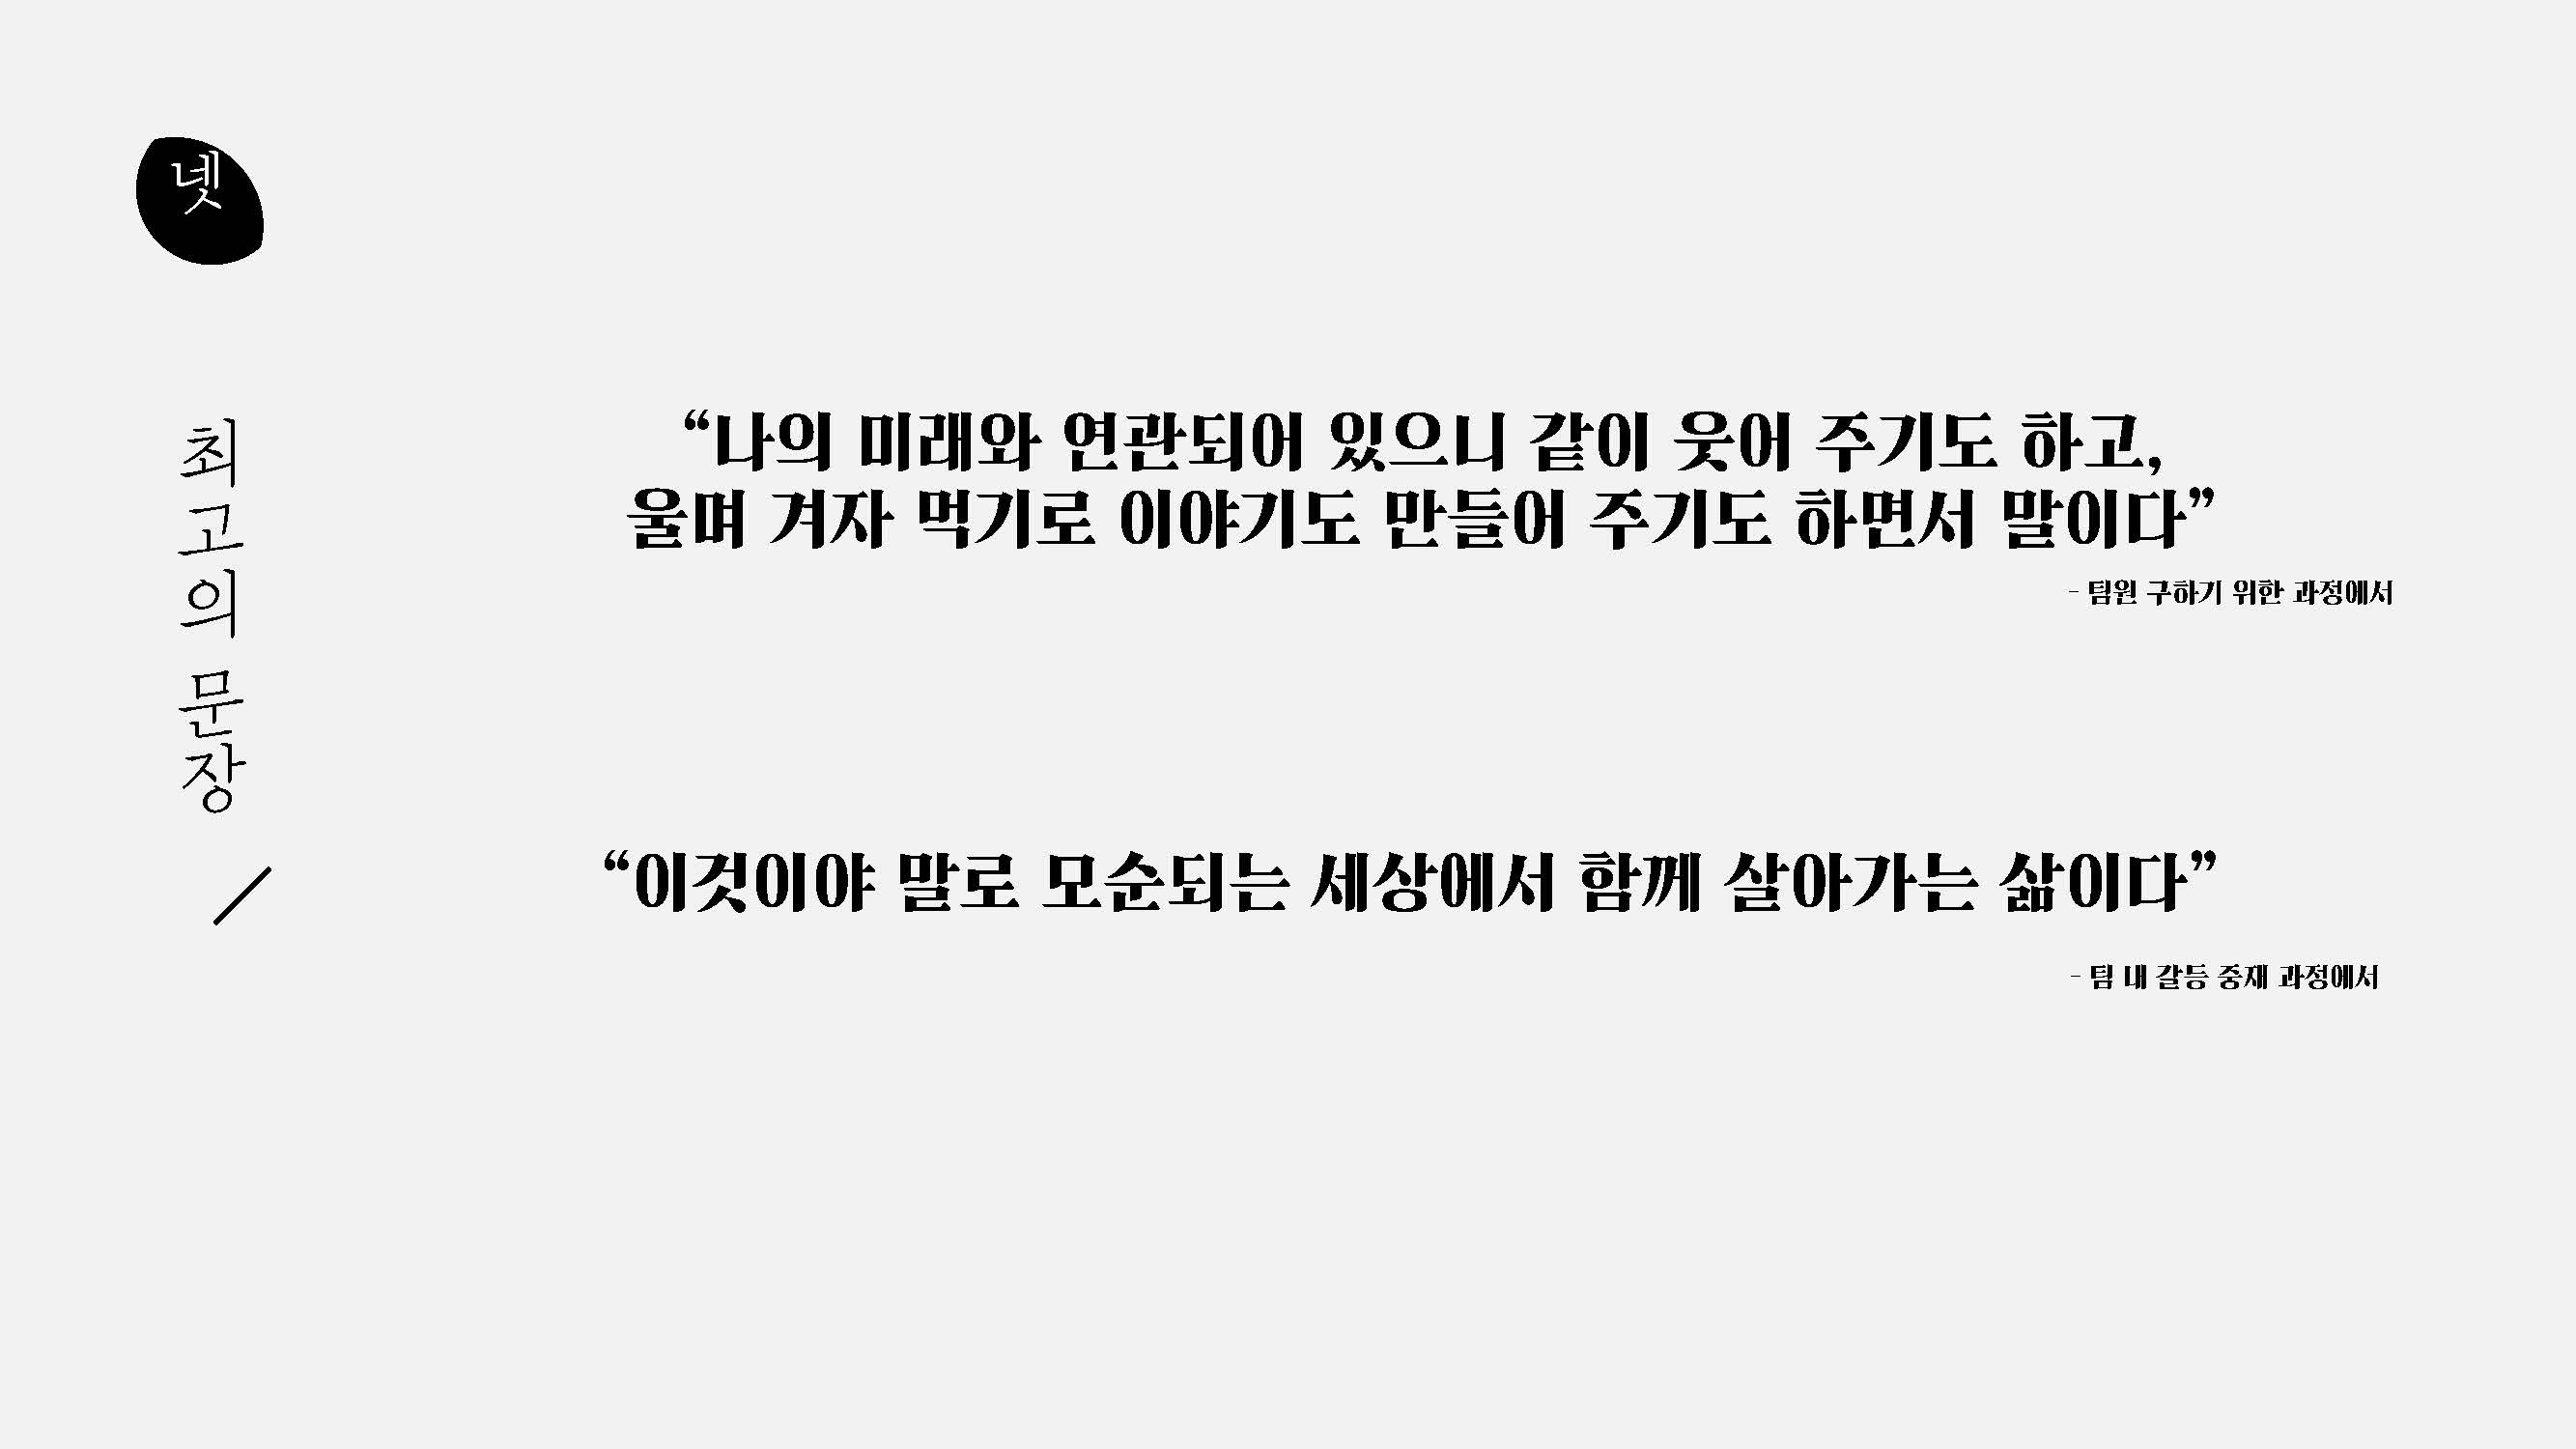 넷
최고의 문장
“나의 미래와 연관되어 있으니 같이 웃어 주기도 하고,
울며 겨자 먹기로 이야기도 만들어 주기도 하면서 말이다”
- 팀원 구하기 위한 과정에서
“이것이야 말로 모순되는 세상에서 함께 살아가는 삶이다”
- 팀 내 갈등 중재 과정에서